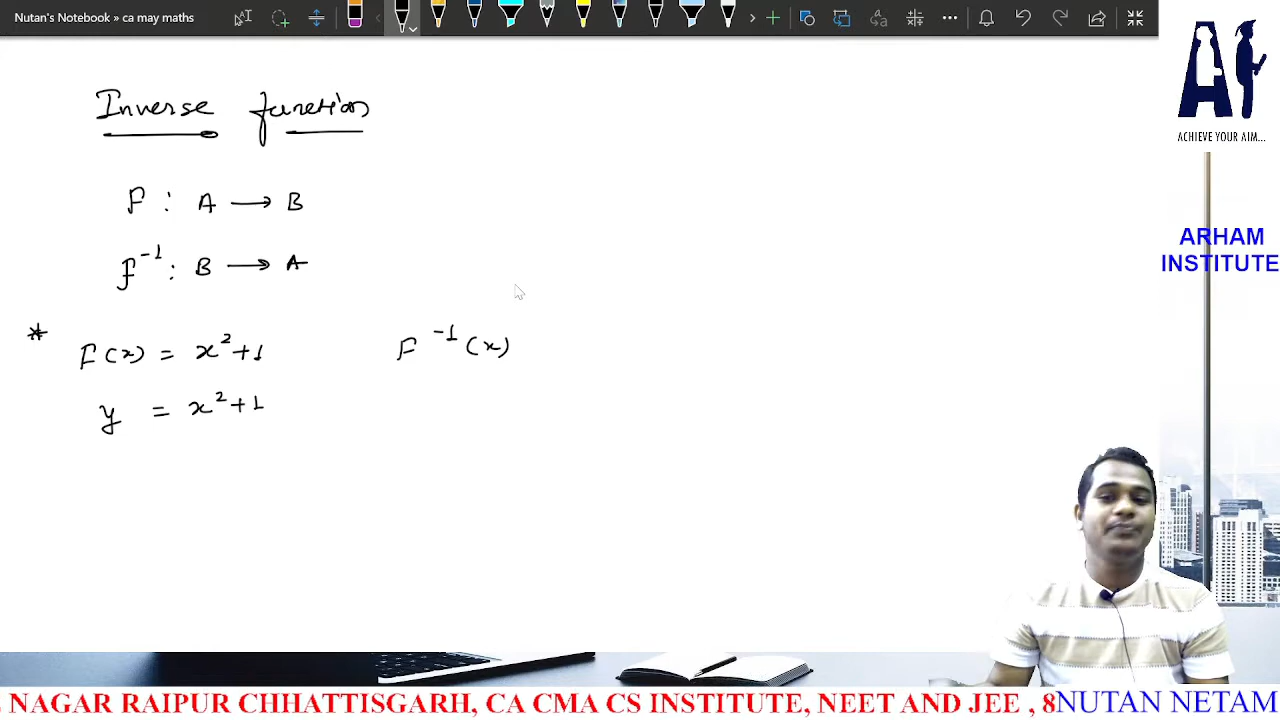 Nutan's Notebook » ca may maths
ACHIEVE YOUR AIM...
ARHAM
INSTITUTE
Inverse function
F : A → B
f⁻¹ : B → A
* F(x) = x²+1 F⁻¹(x)
y = x²+1
NAGAR RAIPUR CHHATTISGARH, CA CMA CS INSTITUTE, NEET AND JEE , 8NUTAN NETAM